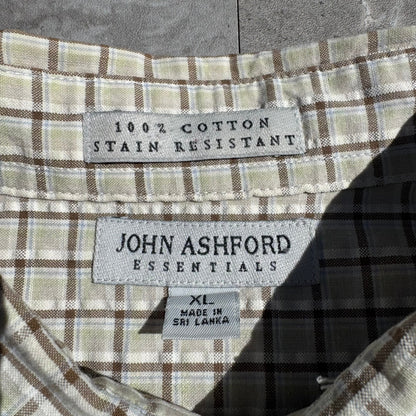 100% COTTON
STAIN RESISTANT
JOHN ASHFORD
ESSENTIALS
XL
MADE IN
SRI LANKA